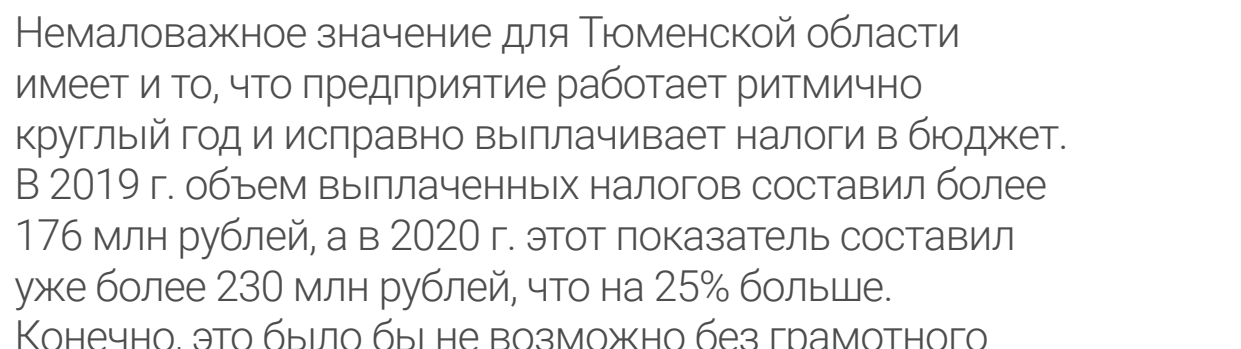 Немаловажное значение для Тюменской области
имеет и то, что предприятие работает ритмично
круглый год и исправно выплачивает налоги в бюджет.
В 2019 г. объем выплаченных налогов составил более
176 млн рублей, а в 2020 г. этот показатель составил
уже более 230 млн рублей, что на 25% больше.
Конечно, это было бы не возможно без грамотного